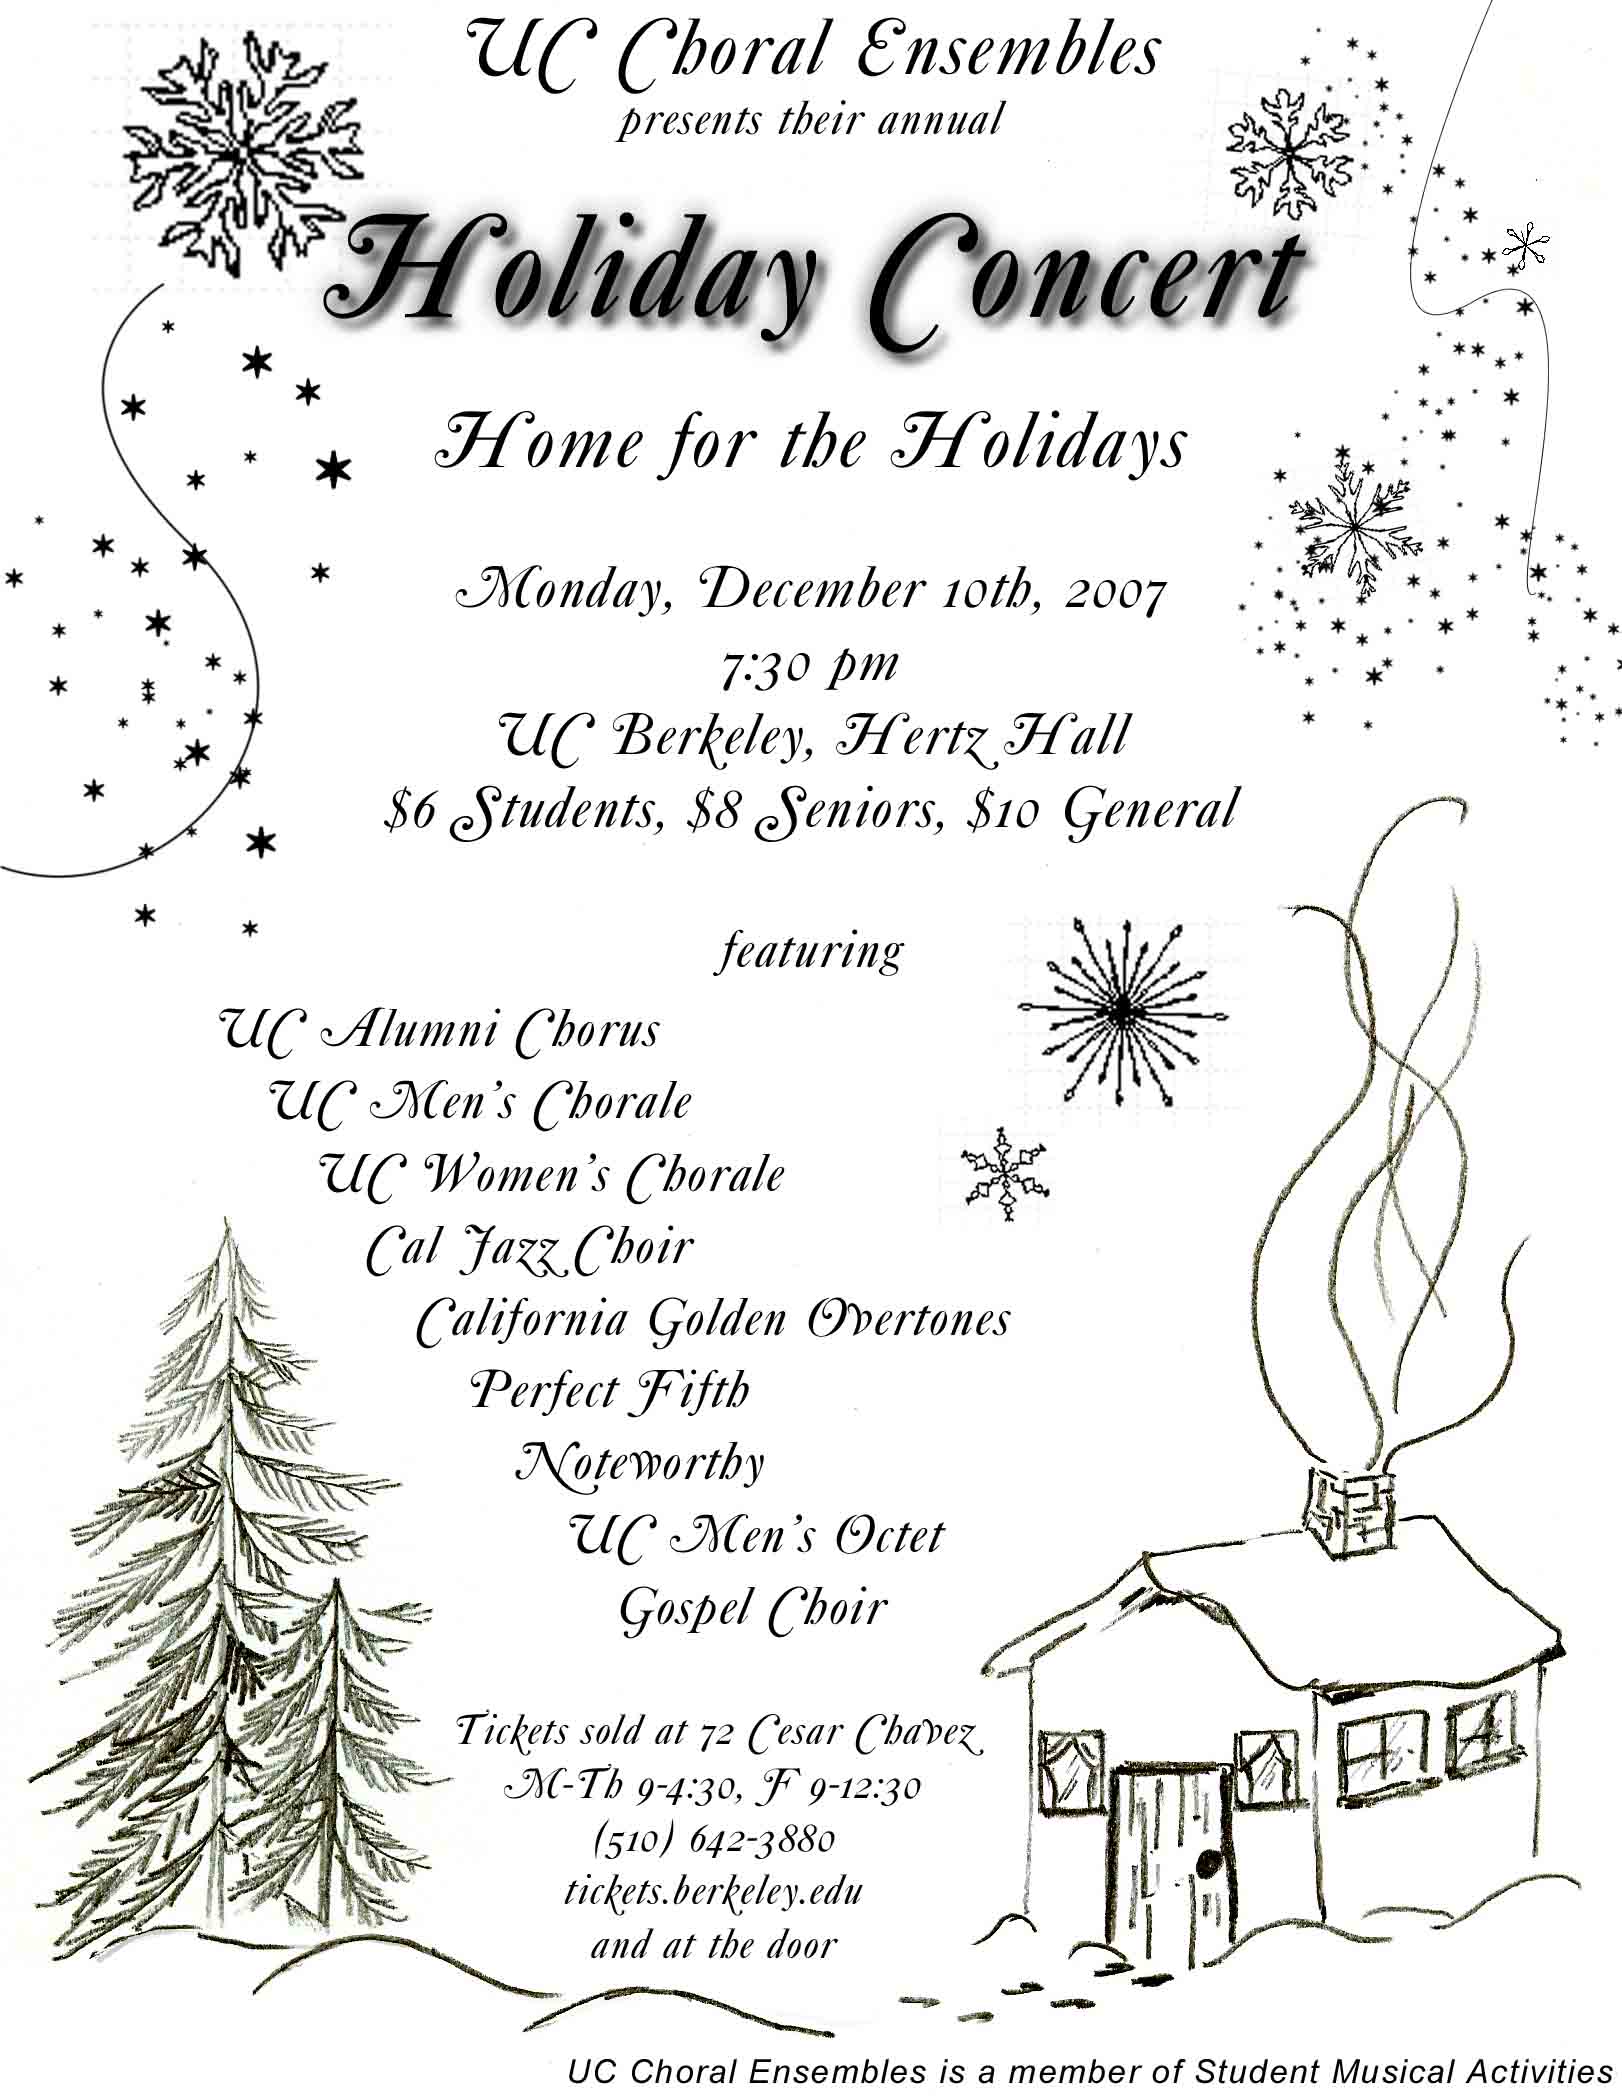 UC Choral Ensembles
presents their annual
Holiday Concert
Home for the Holidays
Monday, December 10th, 2007
7:30 pm
UC Berkeley, Hertz Hall
$6 Students, $8 Seniors, $10 General
featuring
UC Alumni Chorus
UC Men's Chorale
UC Women's Chorale
Cal Jazz Choir
California Golden Overtones
Perfect Fifth
Noteworthy
UC Men's Octet
Gospel Choir
Tickets sold at 72 Cesar Chavez
M-Th 9-4:30, F 9-12:30
(510) 642-3880
tickets.berkeley.edu
and at the door
UC Choral Ensembles is a member of Student Musical Activities